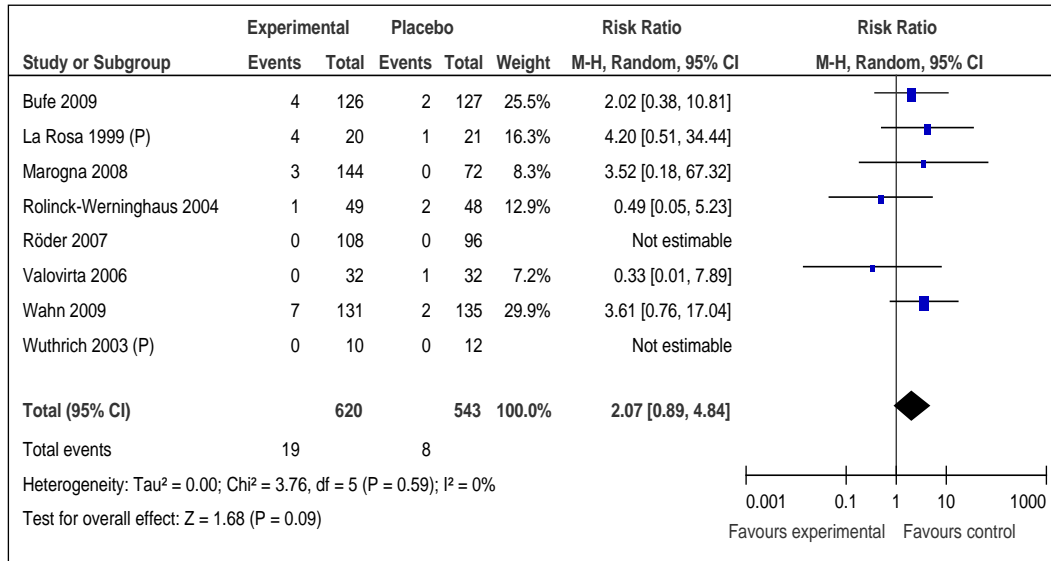 Experimental Placebo Risk Ratio Risk Ratio
Study or Subgroup Events Total Events Total Weight M-H, Random, 95% CI M-H, Random, 95% CI
Bufe 2009 4 126 2 127 25.5% 2.02 [0.38, 10.81]
La Rosa 1999 (P) 4 20 1 21 16.3% 4.20 [0.51, 34.44]
Marogna 2008 3 144 0 72 8.3% 3.52 [0.18, 67.32]
Rolinck-Werninghaus 2004 1 49 2 48 12.9% 0.49 [0.05, 5.23]
Röder 2007 0 108 0 96 Not estimable
Valovirta 2006 0 32 1 32 7.2% 0.33 [0.01, 7.89]
Wahn 2009 7 131 2 135 29.9% 3.61 [0.76, 17.04]
Wuthrich 2003 (P) 0 10 0 12 Not estimable
Total (95% CI) 620 543 100.0% 2.07 [0.89, 4.84]
Total events 19 8
Heterogeneity: Tau² = 0.00; Chi² = 3.76, df = 5 (P = 0.59); I² = 0%
Test for overall effect: Z = 1.68 (P = 0.09)
0.001 0.1 1 10 1000
Favours experimental Favours control